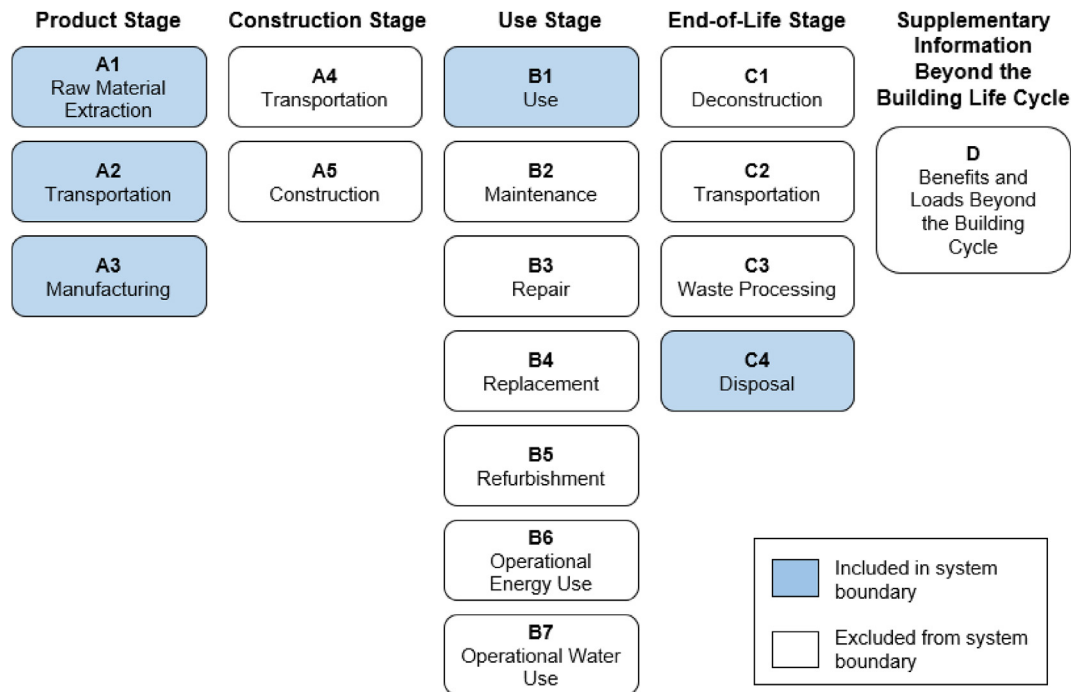 Product Stage
A1
Raw Material
Extraction
A2
Transportation
A3
Manufacturing
Construction Stage
A4
Transportation
A5
Construction
Use Stage
B1
Use
B2
Maintenance
B3
Repair
B4
Replacement
B5
Refurbishment
B6
Operational
Energy Use
B7
Operational Water
Use
End-of-Life Stage
C1
Deconstruction
C2
Transportation
C3
Waste Processing
C4
Disposal
Supplementary
Information
Beyond the
Building Life Cycle
D
Benefits and
Loads Beyond
the Building
Cycle
Included in system
boundary
Excluded from system
boundary